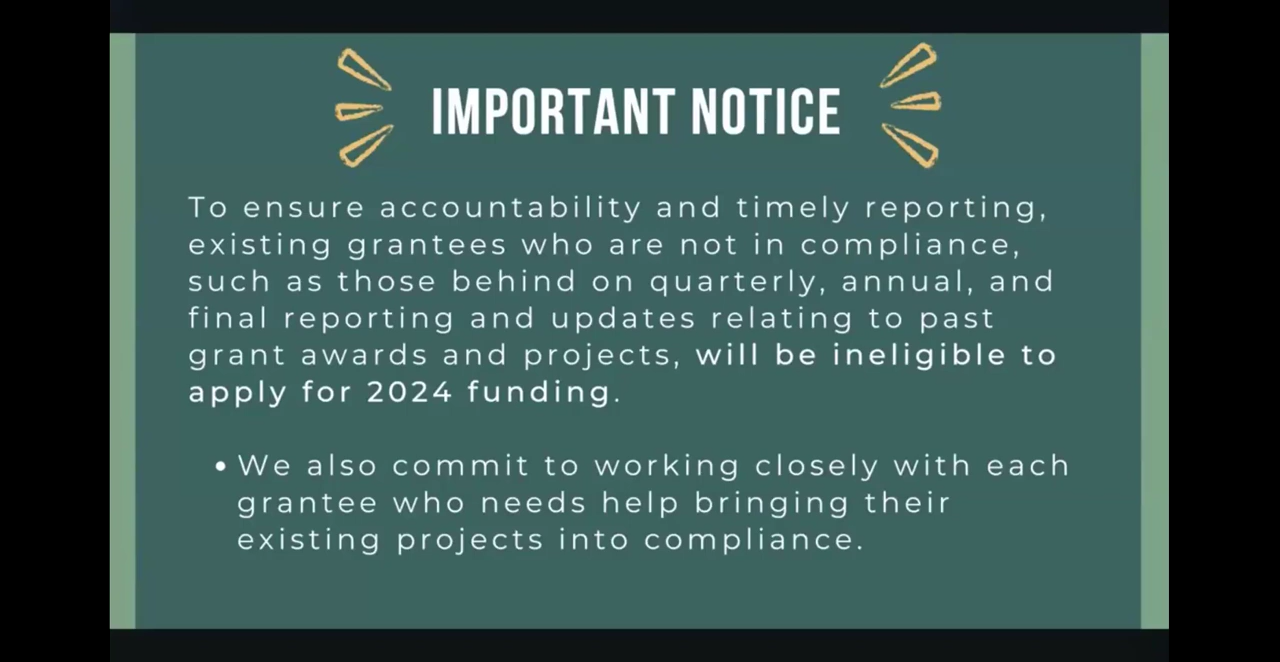 IMPORTANT NOTICE
To ensure accountability and timely reporting,
existing grantees who are not in compliance,
such as those behind on quarterly, annual, and
final reporting and updates relating to past
grant awards and projects, will be ineligible to
apply for 2024 funding.
• We also commit to working closely with each
grantee who needs help bringing their
existing projects into compliance.